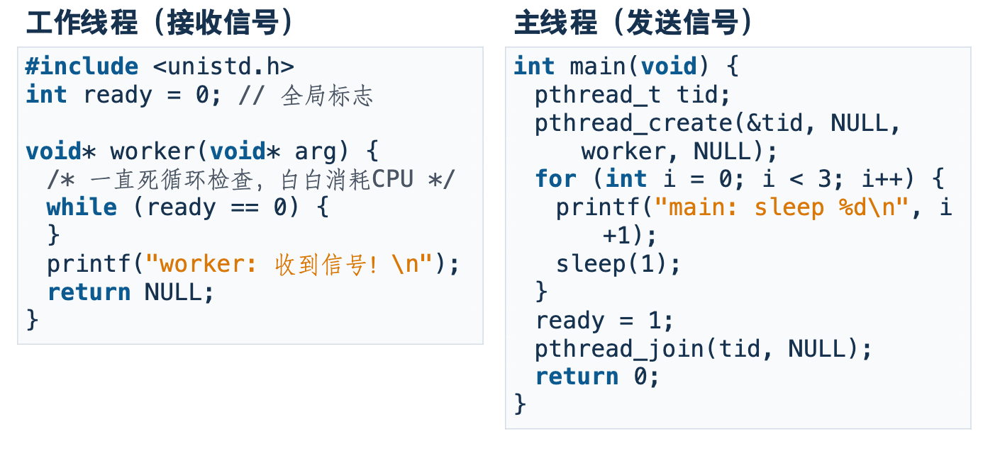 工作线程（接收信号）
#include <unistd.h>
int ready = 0; // 全局标志
void* worker(void* arg) {
/* 一直死循环检查，白白消耗CPU */
while (ready == 0) {
}
printf("worker: 收到信号！\n");
return NULL;
}
主线程（发送信号）
int main(void) {
pthread_t tid;
pthread_create(&tid, NULL,
worker, NULL);
for (int i = 0; i < 3; i++) {
printf("main: sleep %d\n", i
+1);
sleep(1);
}
ready = 1;
pthread_join(tid, NULL);
return 0;
}